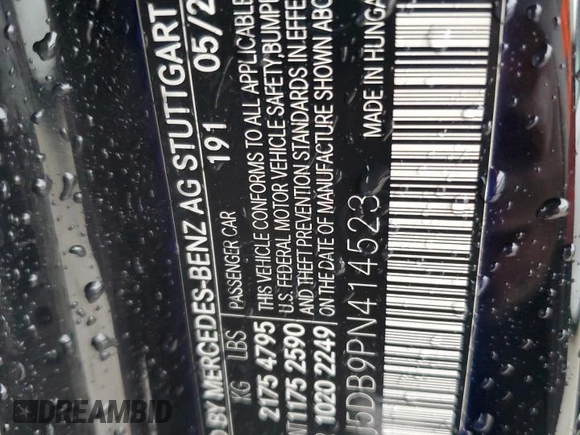 D BY MERCEDES-BENZ AG STUTTGART
191 05/2
KG LBS PASSENGER CAR
2175 4795 THIS VEHICLE CONFORMS TO ALL APPLICABLE
U.S. FEDERAL MOTOR VEHICLE SAFETY, BUMPE
1175 2590 AND THEFT PREVENTION STANDARDS IN EFFE
1020 2249 ON THE DATE OF MANUFACTURE SHOWN ABO
5DB9PN414523 MADE IN HUNGA
AUTOBIDMASTER